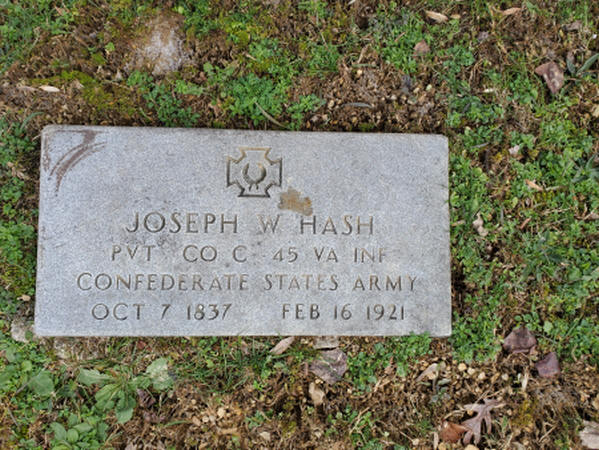 JOSEPH W HASH
PVT CO C 45 VA INF
CONFEDERATE STATES ARMY
OCT 7 1837 FEB 16 1921